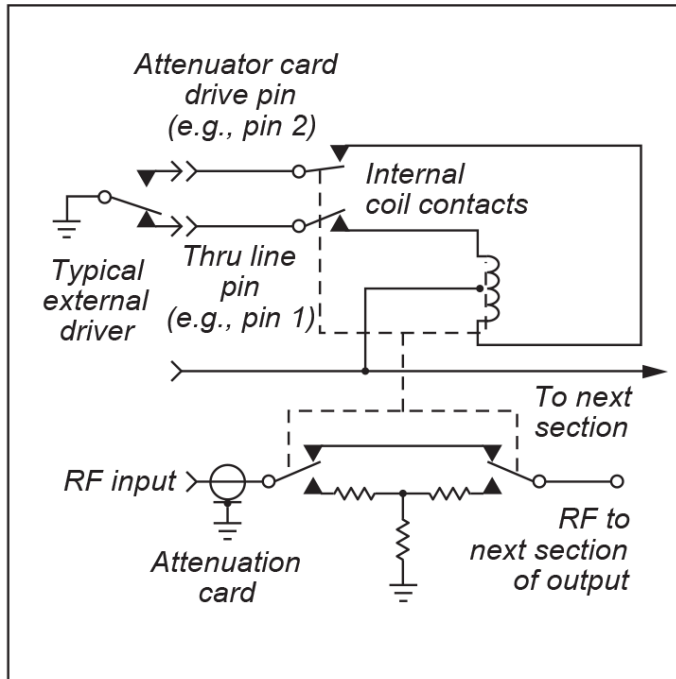 Attenuator card
drive pin
(e.g., pin 2)
Internal
coil contacts
Typical
external
driver
Thru line
pin
(e.g., pin 1)
To next
section
RF input
Attenuation
card
RF to
next section
of output